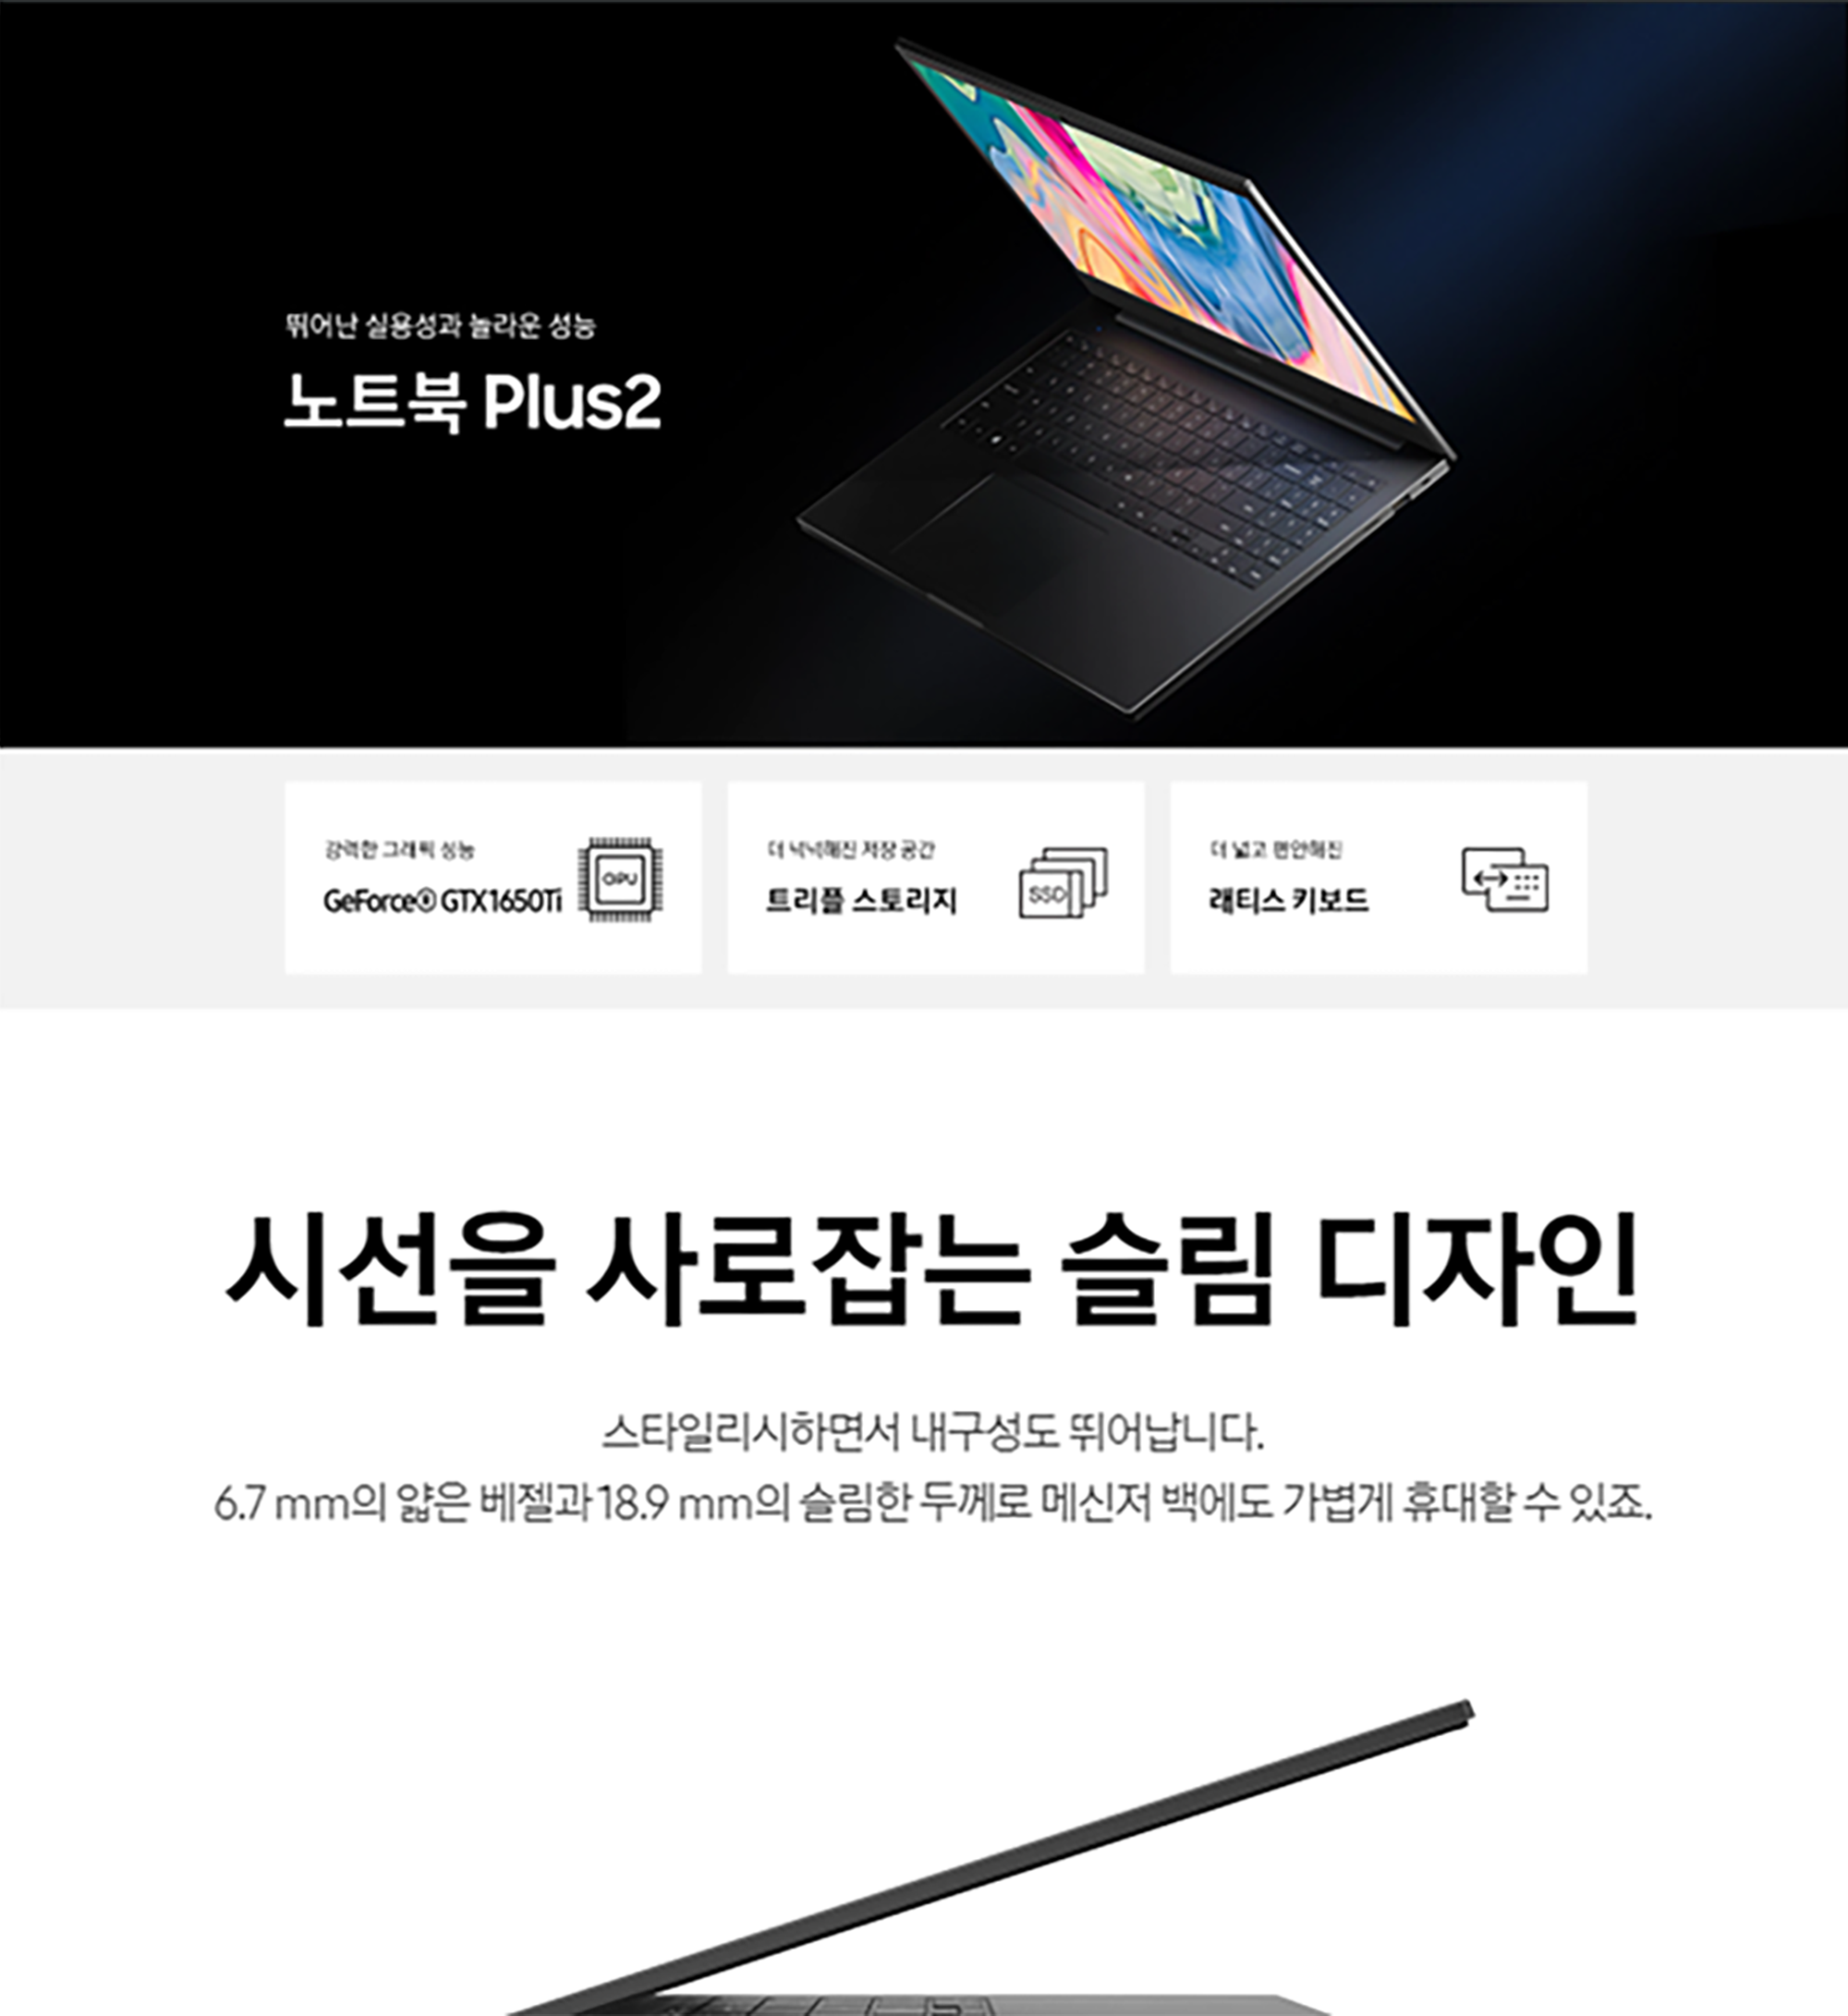 뛰어난 실용성과 놀라운 성능
노트북 Plus2
강력한 그래픽 성능
GeForce® GTX1650Ti
GPU
더 넉넉해진 저장 공간
트리플 스토리지
SSD
더 넓고 편안해진
래티스 키보드
시선을 사로잡는 슬림 디자인
스타일리시하면서 내구성도 뛰어납니다.
6.7 mm의 얇은 베젤과 18.9 mm의 슬림한 두께로 메신저 백에도 가볍게 휴대할 수 있죠.